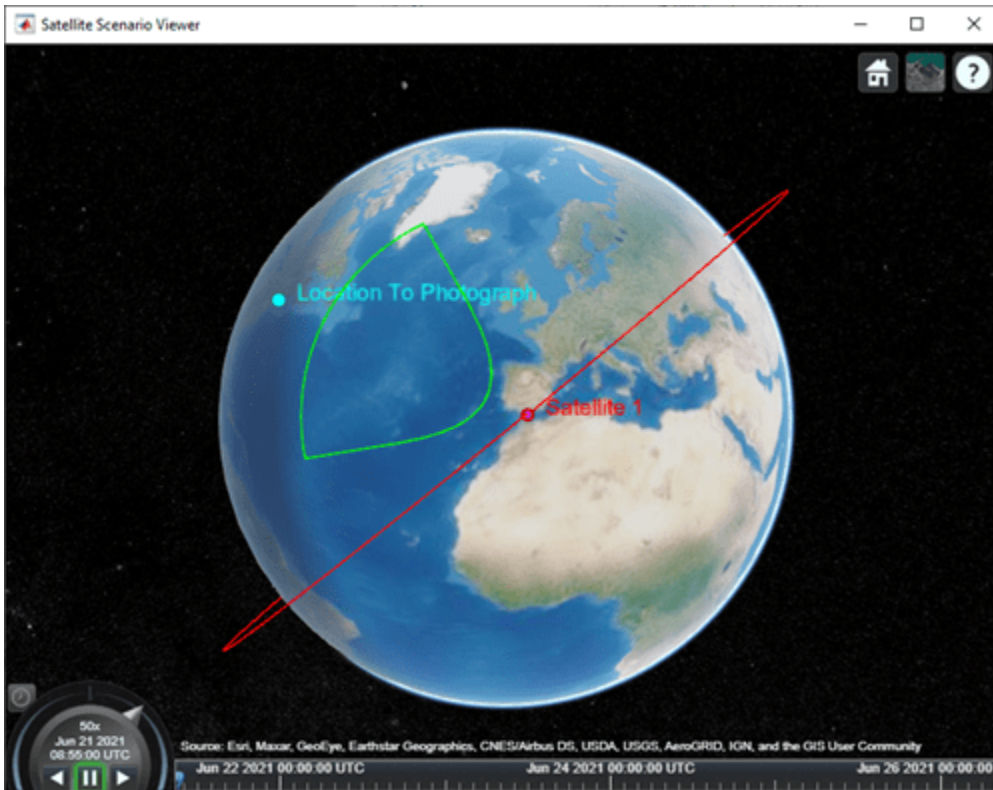 Satellite Scenario Viewer
?
Location To Photograph
Satellite 1
50x
Jun 21 2021
08:55:00 UTC
Source: Esri, Maxar, GeoEye, Earthstar Geographics, CNES/Airbus DS, USDA, USGS, AeroGRID, IGN, and the GIS User Community
Jun 22 2021 00:00:00 UTC Jun 24 2021 00:00:00 UTC Jun 26 2021 00:00:00 UTC